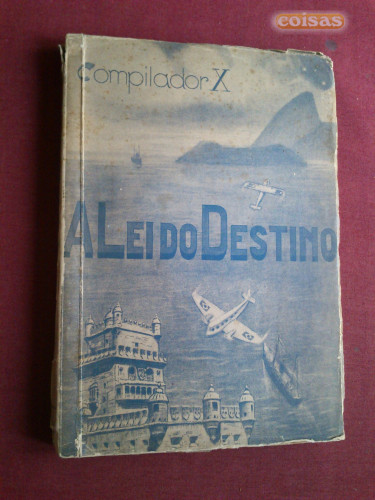 coisas
Compilador X
A LEI DO DESTINO